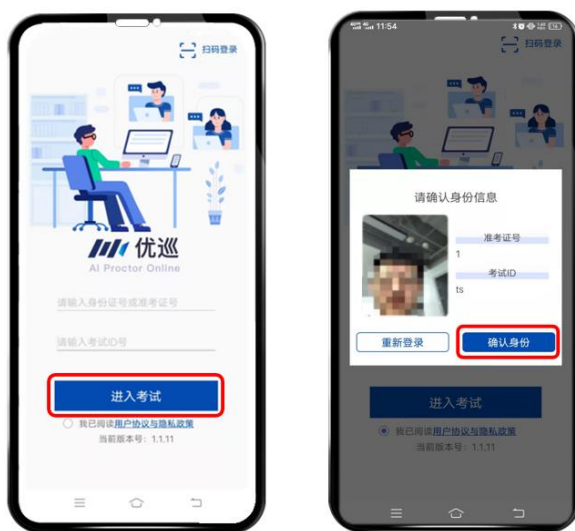 扫码登录
优巡
AI Proctor Online
请输入身份证号或准考证号
请输入考试ID号
进入考试
我已阅读用户协议与隐私政策
当前版本号：1.1.11
11:54
扫码登录
请确认身份信息
准考证号
1
考试ID
ts
重新登录
确认身份
进入考试
我已阅读用户协议与隐私政策
当前版本号：1.1.11